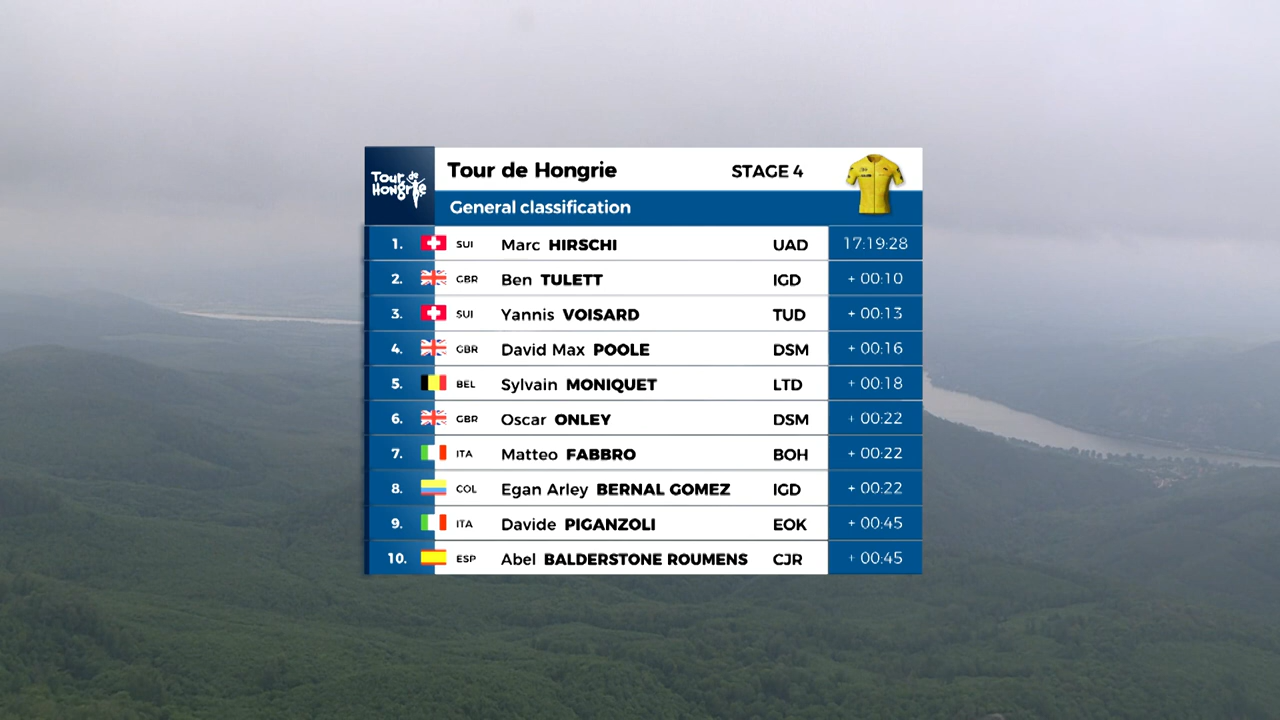 Tour de Hongrie
Tour de Hongrie STAGE 4
General classification
1. SUI Marc HIRSCHI UAD 17:19:28
2. GBR Ben TULETT IGD + 00:10
3. SUI Yannis VOISARD TUD + 00:13
4. GBR David Max POOLE DSM + 00:16
5. BEL Sylvain MONIQUET LTD + 00:18
6. GBR Oscar ONLEY DSM + 00:22
7. ITA Matteo FABBRO BOH + 00:22
8. COL Egan Arley BERNAL GOMEZ IGD + 00:22
9. ITA Davide PIGANZOLI EOK + 00:45
10. ESP Abel BALDERSTONE ROUMENS CJR + 00:45